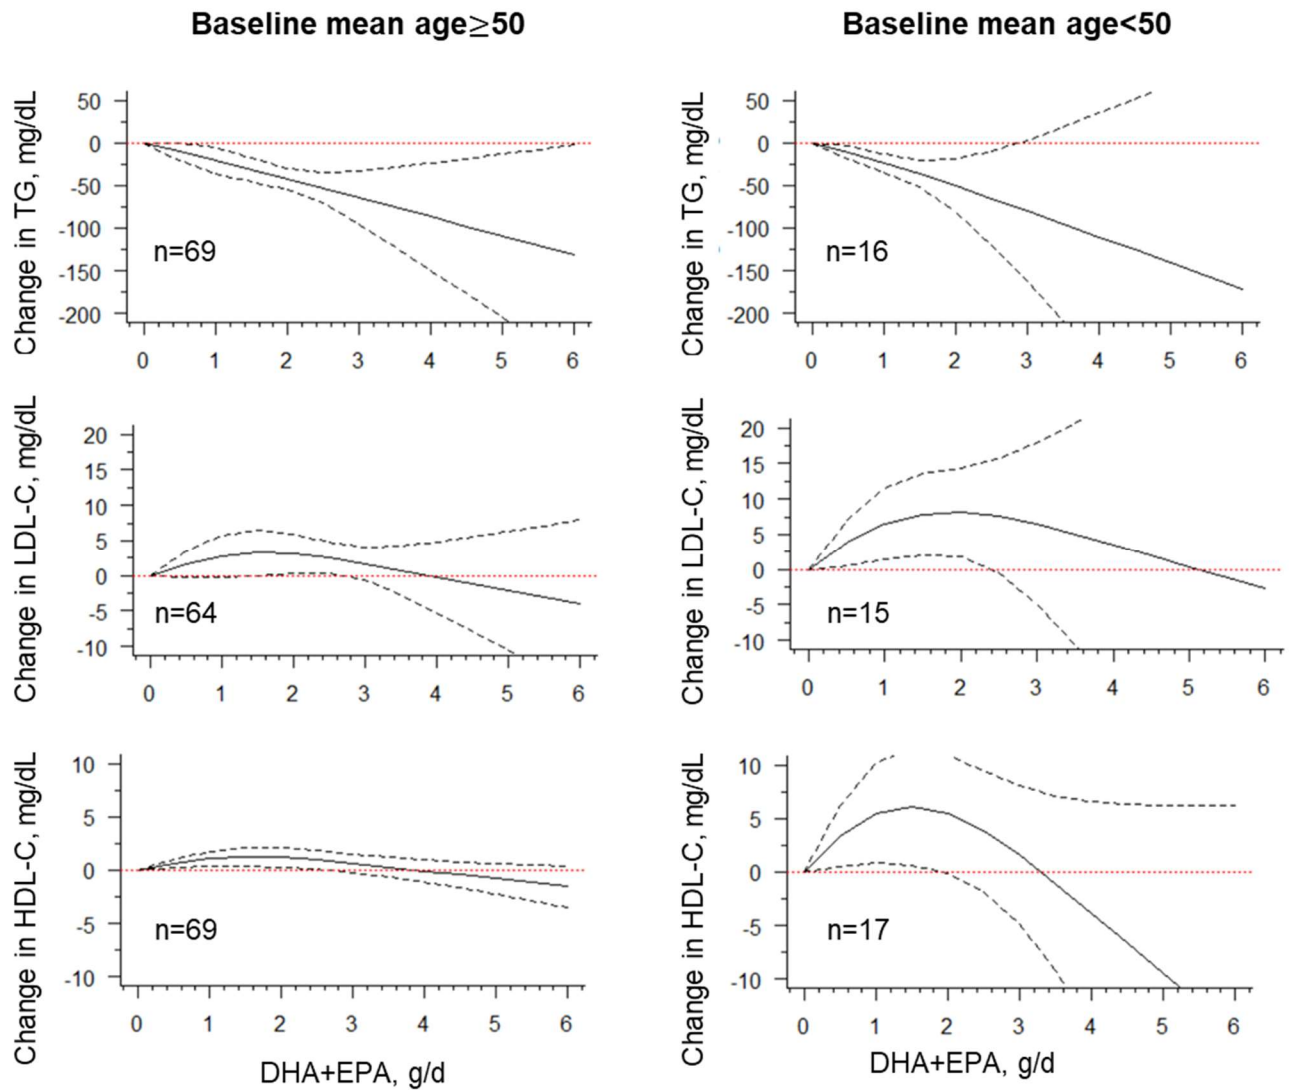 Baseline mean age≥50
Baseline mean age<50
Change in TG, mg/dL
50
0
-50
-100
-150
-200
n=69
0 1 2 3 4 5 6
Change in TG, mg/dL
50
0
-50
-100
-150
-200
n=16
0 1 2 3 4 5 6
Change in LDL-C, mg/dL
20
15
10
5
0
-5
-10
n=64
0 1 2 3 4 5 6
Change in LDL-C, mg/dL
20
15
10
5
0
-5
-10
n=15
0 1 2 3 4 5 6
Change in HDL-C, mg/dL
10
5
0
-5
-10
n=69
0 1 2 3 4 5 6
DHA+EPA, g/d
Change in HDL-C, mg/dL
10
5
0
-5
-10
n=17
0 1 2 3 4 5 6
DHA+EPA, g/d